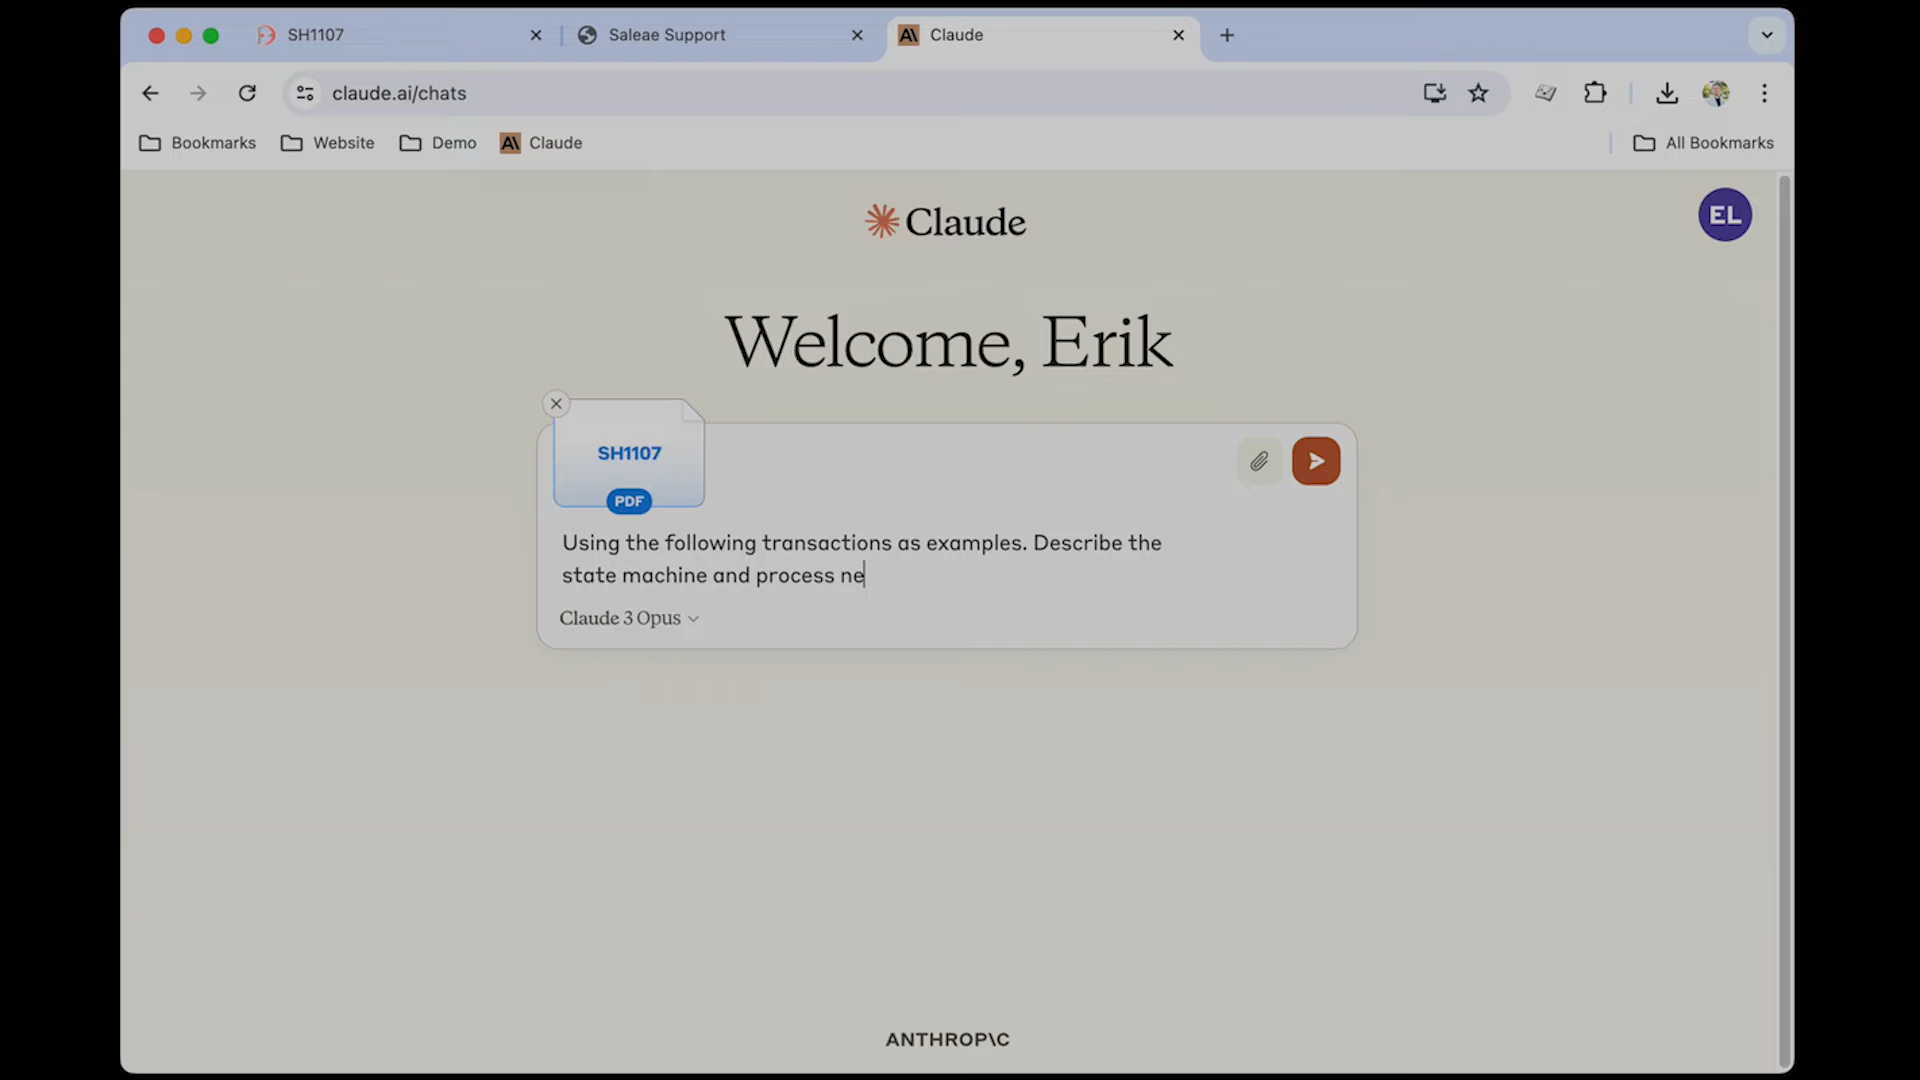 SH1107
Saleae Support
Claude
claude.ai/chats
Bookmarks
Website
Demo
Claude
All Bookmarks
Claude
EL
Welcome, Erik
SH1107
PDF
Using the following transactions as examples. Describe the
state machine and process ne
Claude 3 Opus
ANTHROP\C